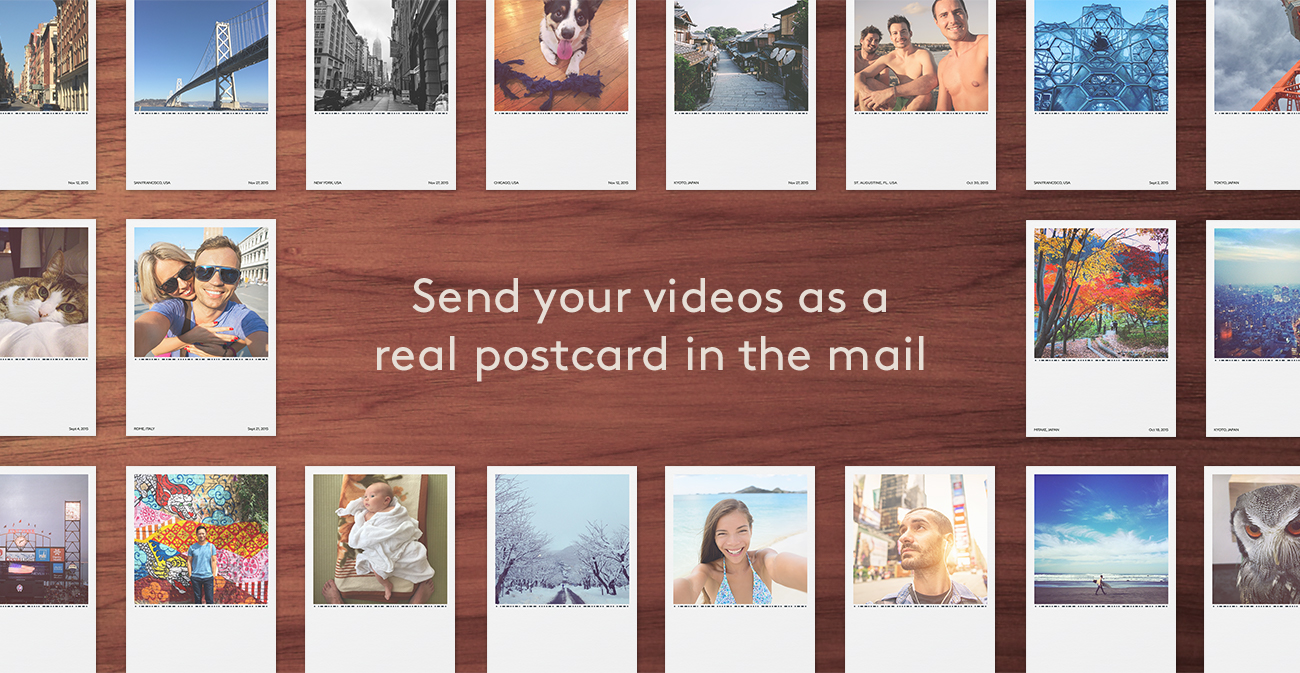 Nov 12, 2015
SAN FRANCISCO, USA Nov 27, 2015
NEW YORK, USA Nov 27, 2015
CHICAGO, USA Nov 12, 2015
KYOTO, JAPAN Nov 27, 2015
ST. AUGUSTINE, FL, USA Oct 30, 2015
SAN FRANCISCO, USA Sept 2, 2015
TOKYO, JAPAN
Send your videos as a
real postcard in the mail
Sept 4, 2015
ROME, ITALY Sept 21, 2015
JAPAN Oct 18, 2015
KYOTO, JAPAN